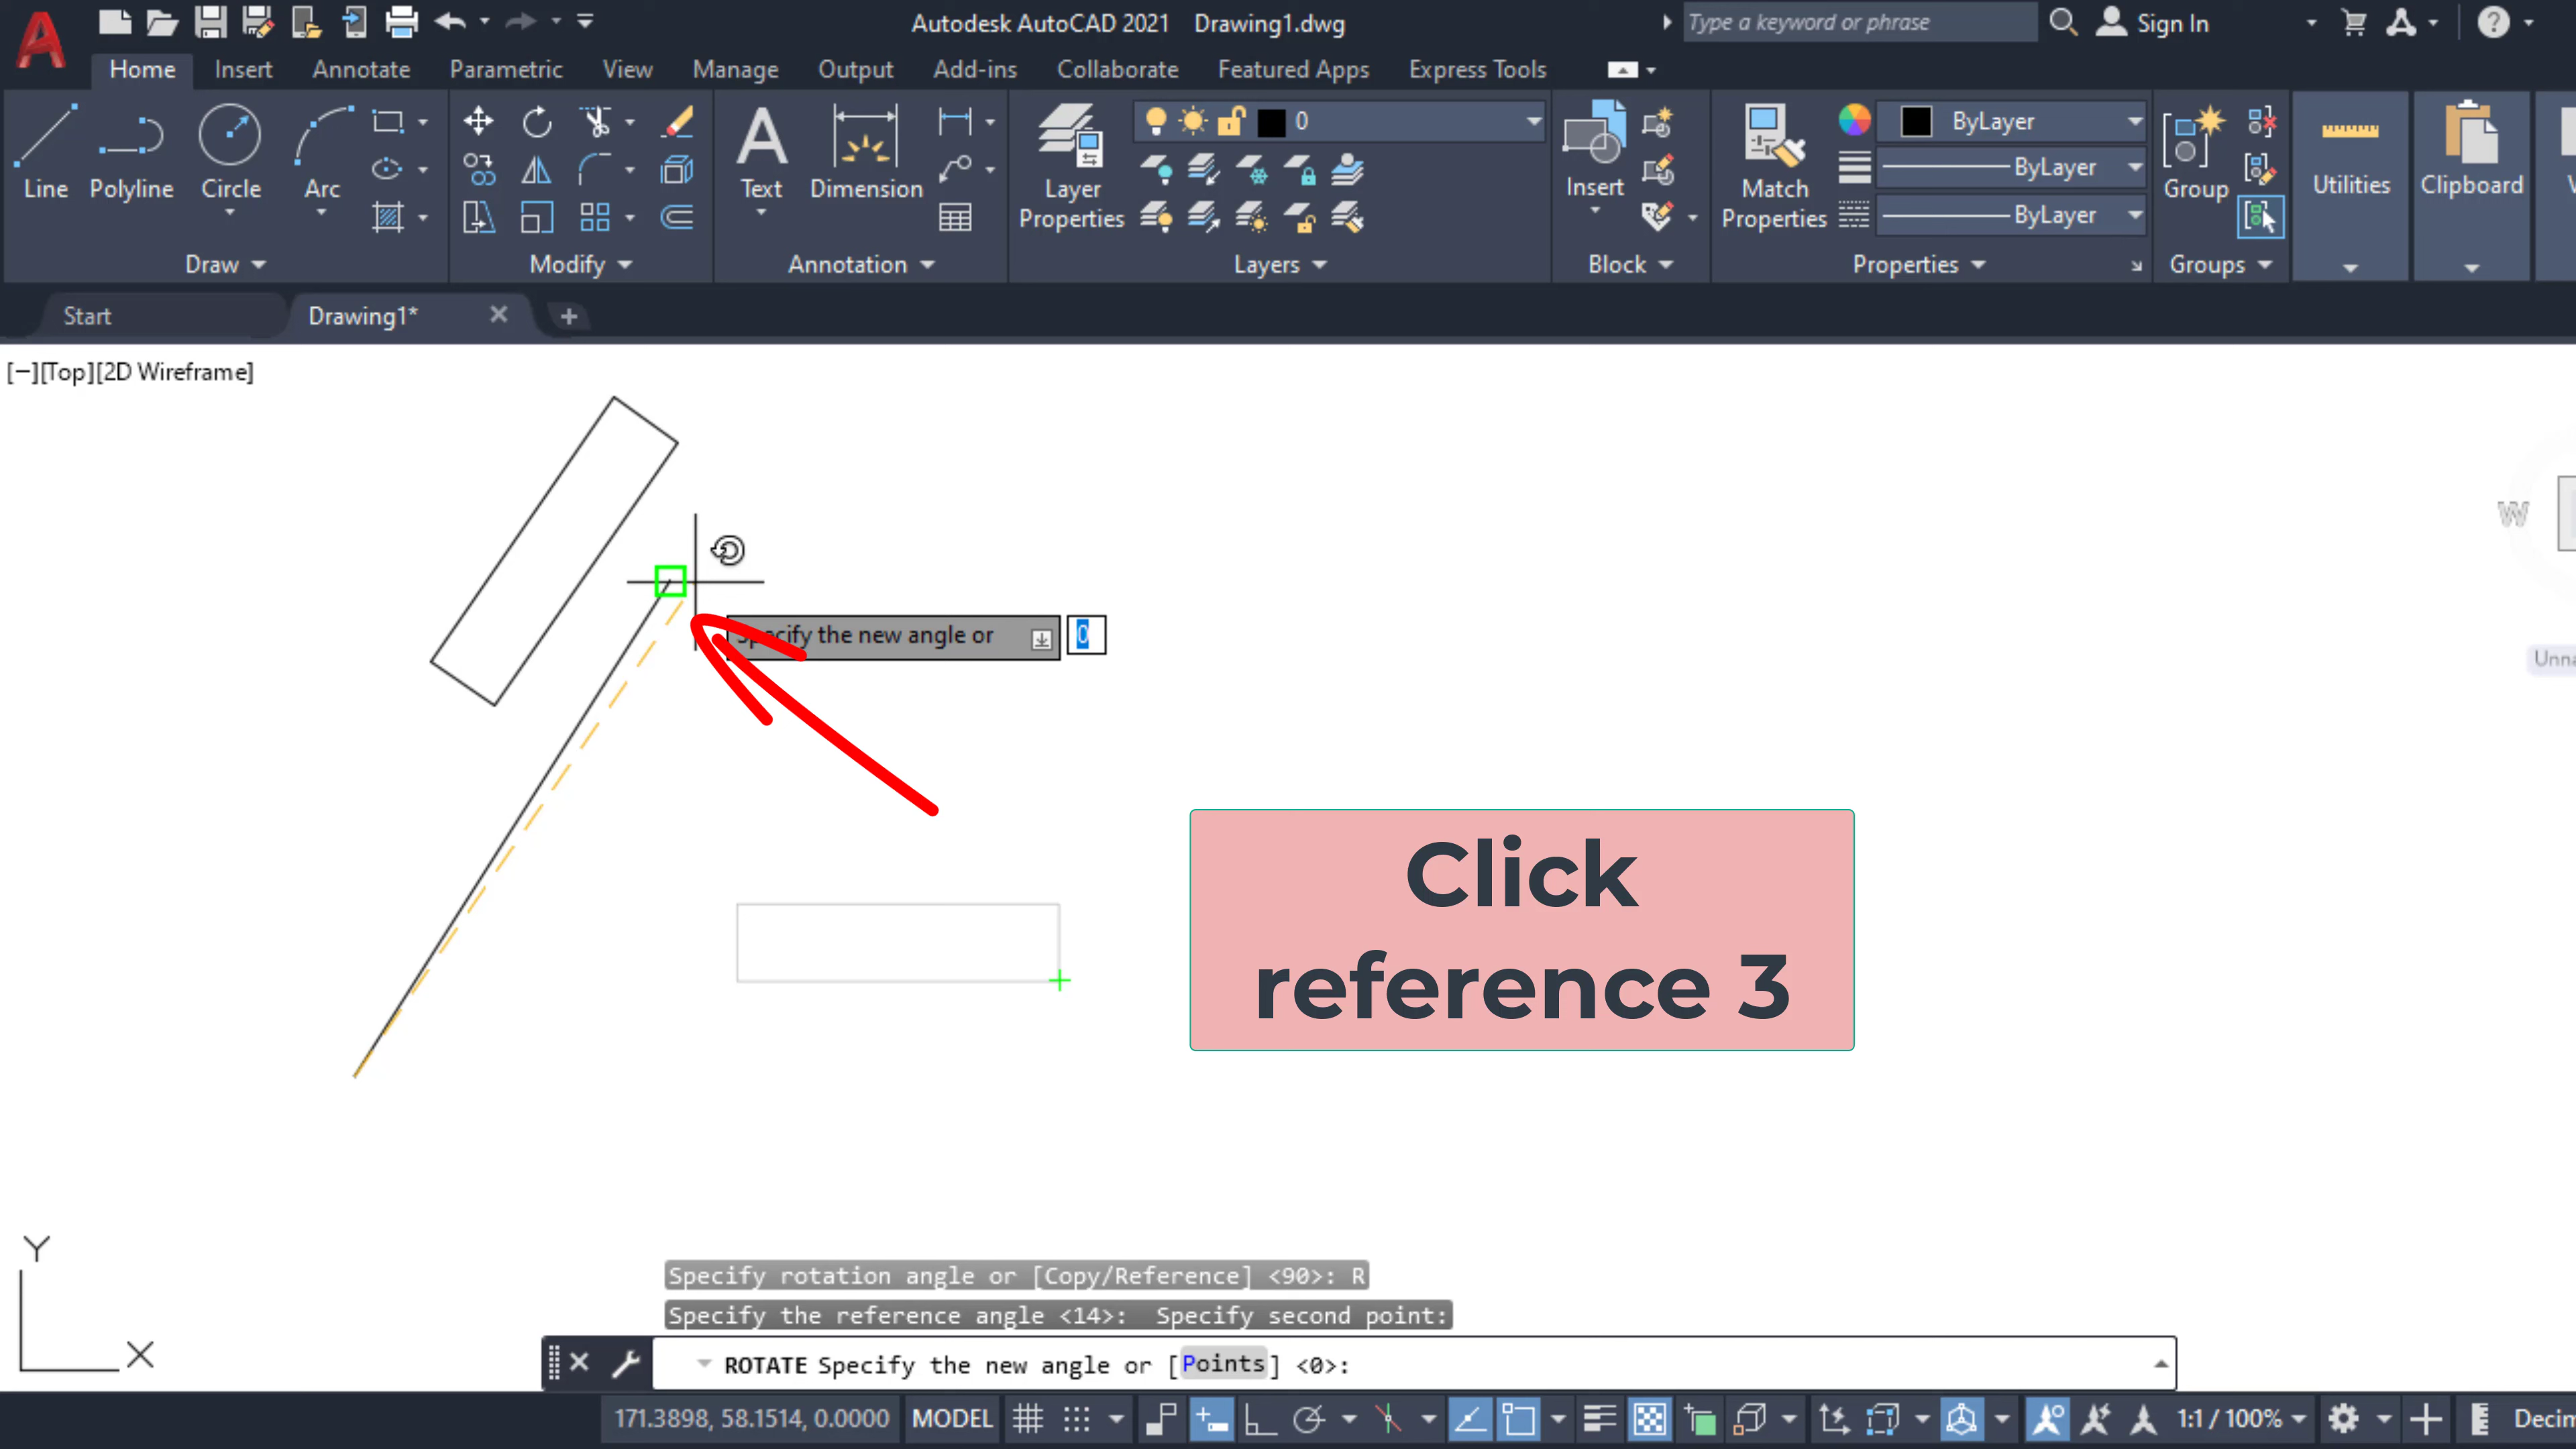 Autodesk AutoCAD 2021 Drawing1.dwg
Type a keyword or phrase
Sign In
Home Insert Annotate Parametric View Manage Output Add-ins Collaborate Featured Apps Express Tools
0
ByLayer
ByLayer
ByLayer
Line Polyline Circle Arc
Text Dimension
Layer Properties
Insert
Match Properties
Group
Utilities
Clipboard
Draw Modify Annotation Layers Block Properties Groups
Start Drawing1*
[−][Top][2D Wireframe]
W
Specify the new angle or 0
Click
reference 3
Y
X
Specify rotation angle or [Copy/Reference] <90>: R
Specify the reference angle <14>: Specify second point:
ROTATE Specify the new angle or [Points] <0>:
171.3898, 58.1514, 0.0000 MODEL 1:1 / 100%